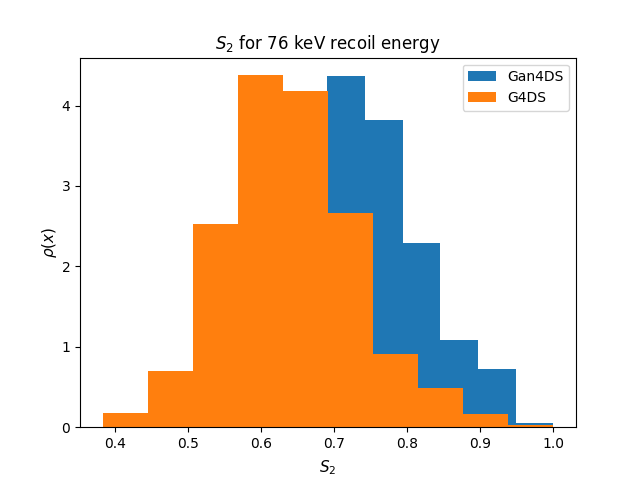 S₂ for 76 keV recoil energy
Gan4DS
G4DS
ρ(x)
4
3
2
1
0
0.4 0.5 0.6 0.7 0.8 0.9 1.0
S₂